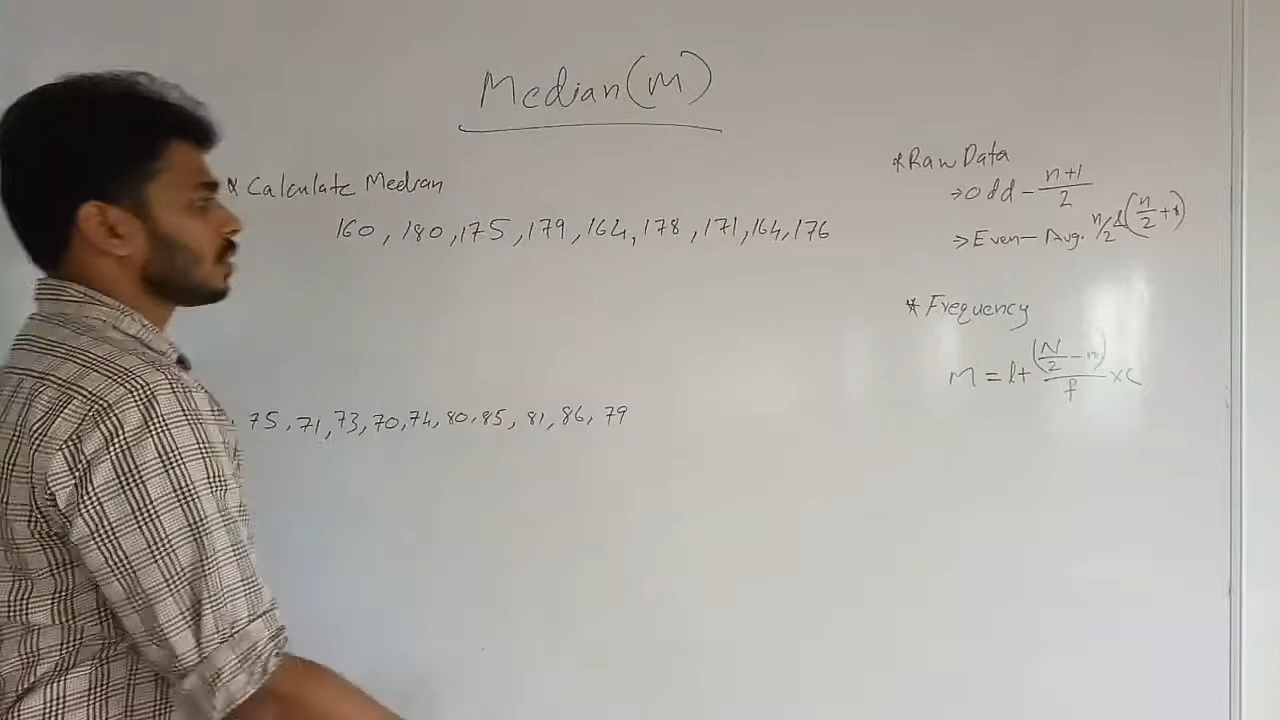 Median(M)
* Calculate Median
160, 180, 175, 179, 164, 178, 171, 164, 176
75, 71, 73, 70, 74, 80, 85, 81, 86, 79
* Raw Data
→ Odd - n+1/2
→ Even - Avg. n/2 & (n/2 + 1)
* Frequency
M = l + (N/2 - m)/f × c